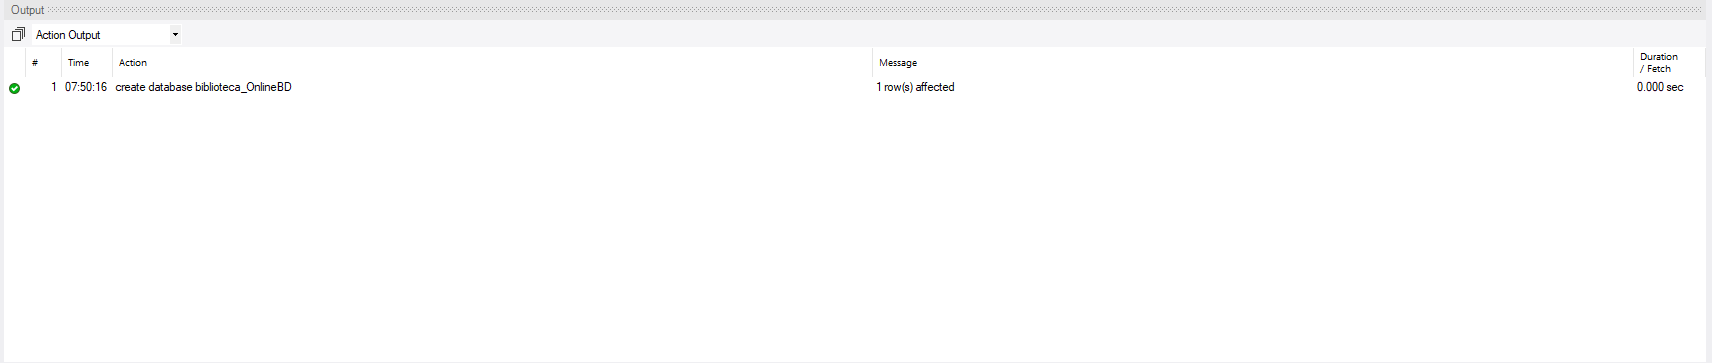 Output
Action Output
# Time Action Message Duration / Fetch
1 07:50:16 create database biblioteca_OnlineBD 1 row(s) affected 0.000 sec